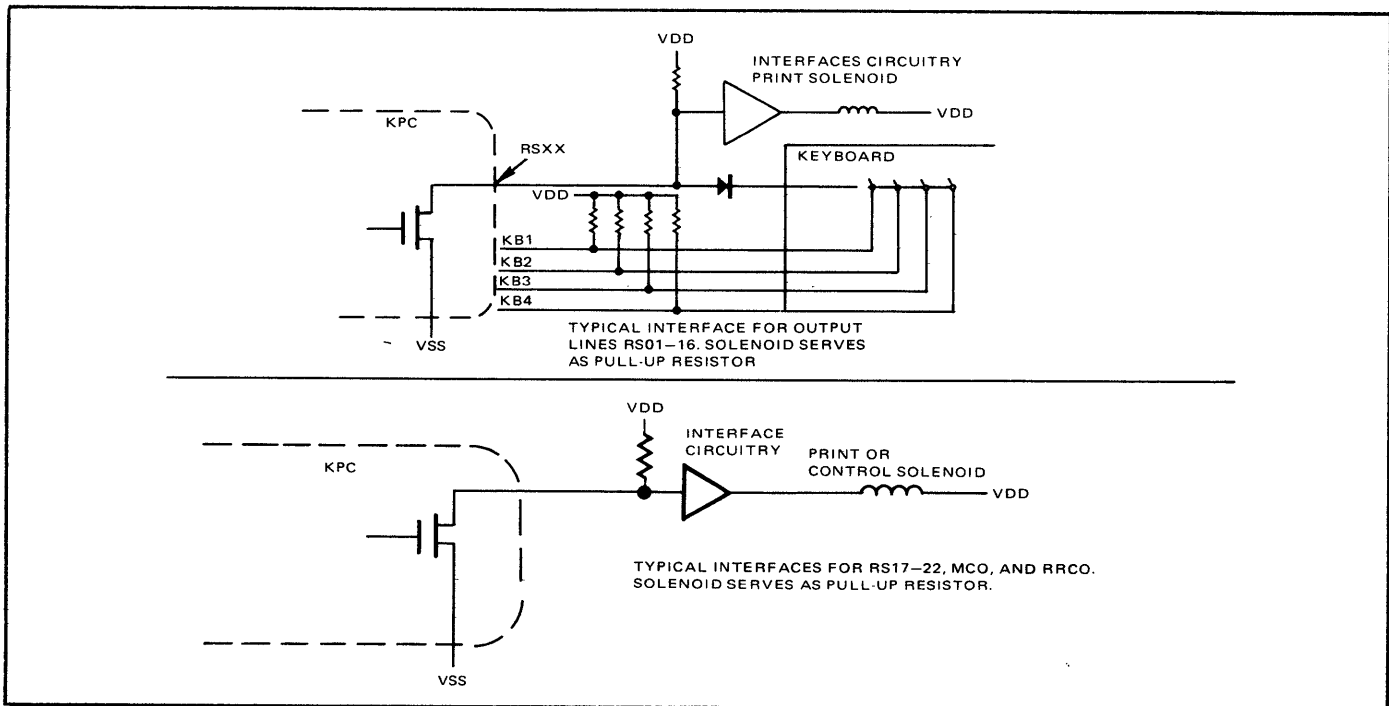 VDD
INTERFACES CIRCUITRY
PRINT SOLENOID
VDD
KPC
RSXX
KEYBOARD
VDD
KB1
KB2
KB3
KB4
VSS
TYPICAL INTERFACE FOR OUTPUT
LINES RS01–16. SOLENOID SERVES
AS PULL-UP RESISTOR
VDD
INTERFACE
CIRCUITRY
PRINT OR
CONTROL SOLENOID
KPC
VDD
TYPICAL INTERFACES FOR RS17–22, MCO, AND RRCO.
SOLENOID SERVES AS PULL-UP RESISTOR.
VSS